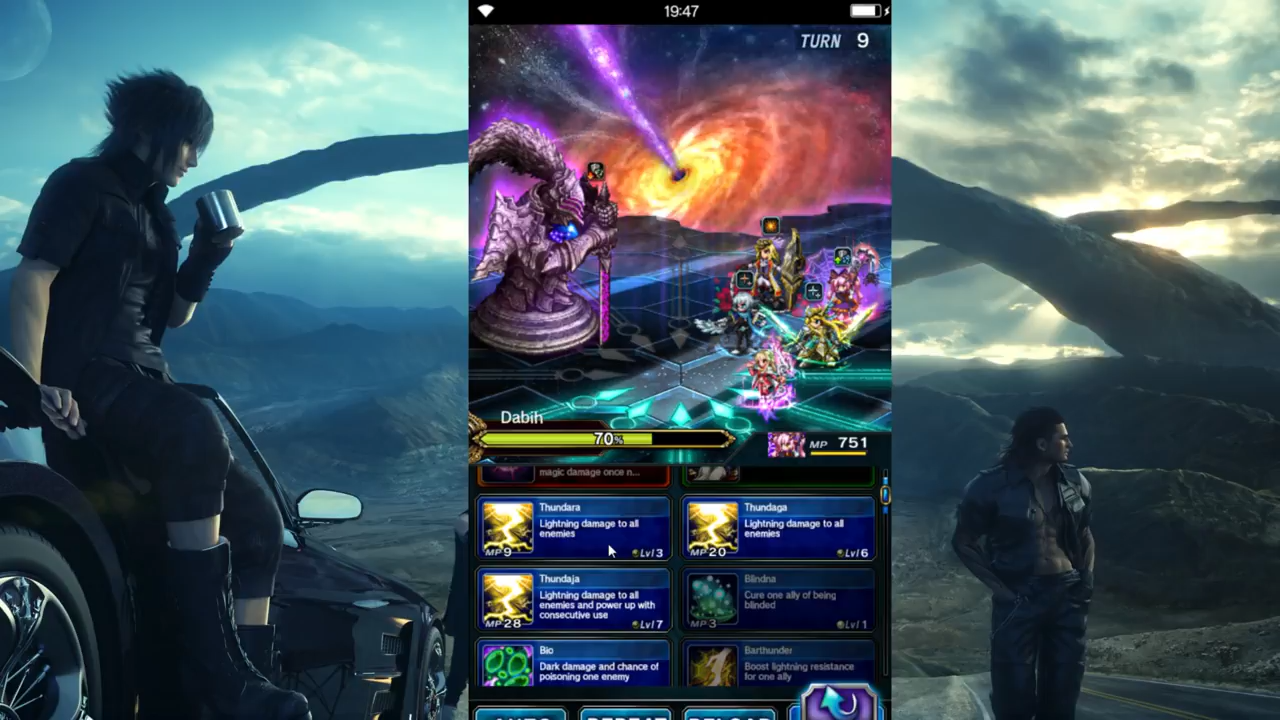 19:47
TURN 9
Dabih
70%
MP 751
magic damage once n...
Thundara
Lightning damage to all
enemies
MP 9
Lvl 3
Thundaga
Lightning damage to all
enemies
MP 20
Lvl 6
Thundaja
Lightning damage to all
enemies and power up with
consecutive use
MP 28
Lvl 7
Blindna
Cure one ally of being
blinded
MP 3
Lvl 1
Bio
Dark damage and chance of
poisoning one enemy
Barthunder
Boost lightning resistance
for one ally
AUTO
REPEAT
RELOAD